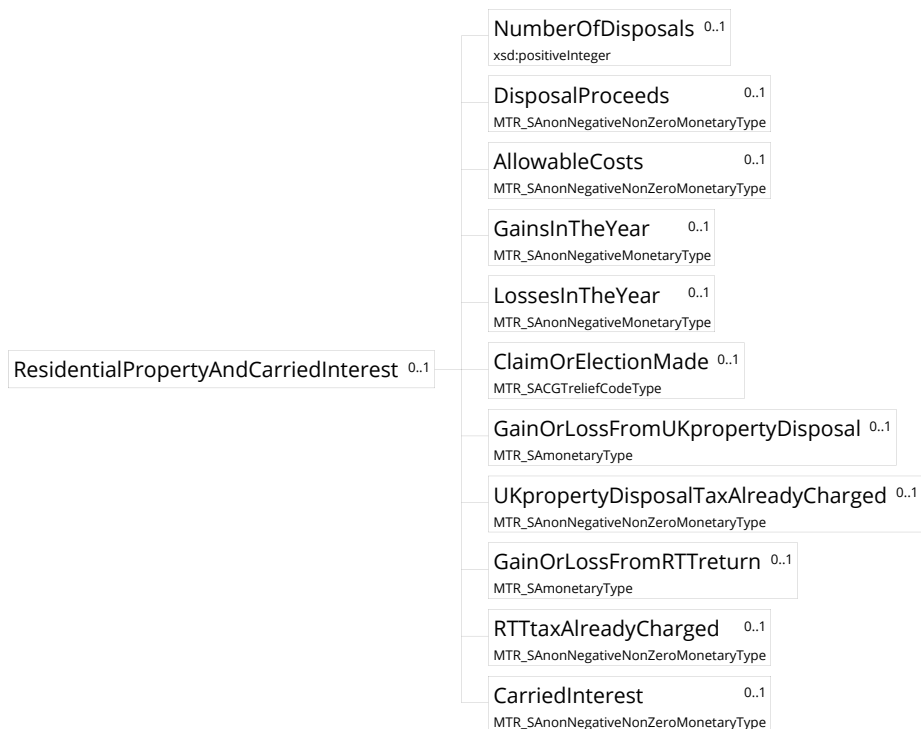 NumberOfDisposals 0..1
xsd:positiveInteger
DisposalProceeds 0..1
MTR_SAnonNegativeNonZeroMonetaryType
AllowableCosts 0..1
MTR_SAnonNegativeNonZeroMonetaryType
GainsInTheYear 0..1
MTR_SAnonNegativeMonetaryType
LossesInTheYear 0..1
MTR_SAnonNegativeMonetaryType
ResidentialPropertyAndCarriedInterest 0..1
ClaimOrElectionMade 0..1
MTR_SACGTreliefCodeType
GainOrLossFromUKpropertyDisposal 0..1
MTR_SAmonetaryType
UKpropertyDisposalTaxAlreadyCharged 0..1
MTR_SAnonNegativeNonZeroMonetaryType
GainOrLossFromRTTreturn 0..1
MTR_SAmonetaryType
RTTtaxAlreadyCharged 0..1
MTR_SAnonNegativeNonZeroMonetaryType
CarriedInterest 0..1
MTR_SAnonNegativeNonZeroMonetaryType